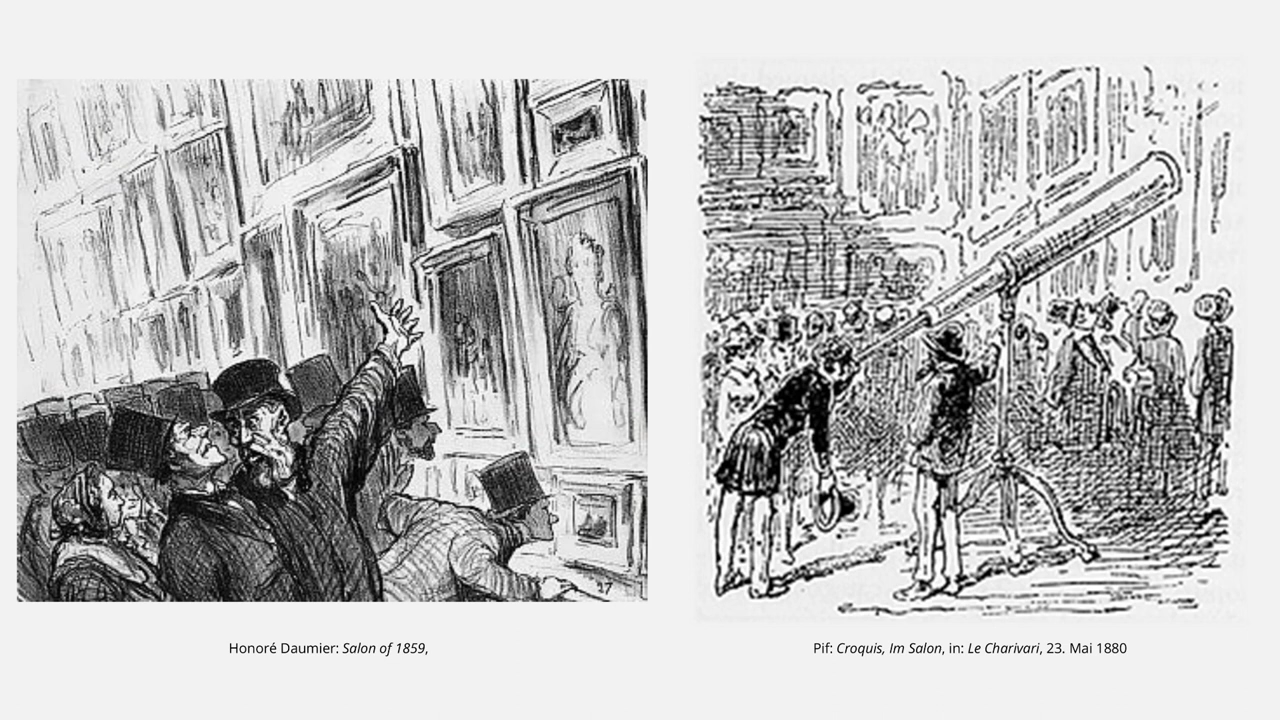 Honoré Daumier: Salon of 1859,
Pif: Croquis, Im Salon, in: Le Charivari, 23. Mai 1880